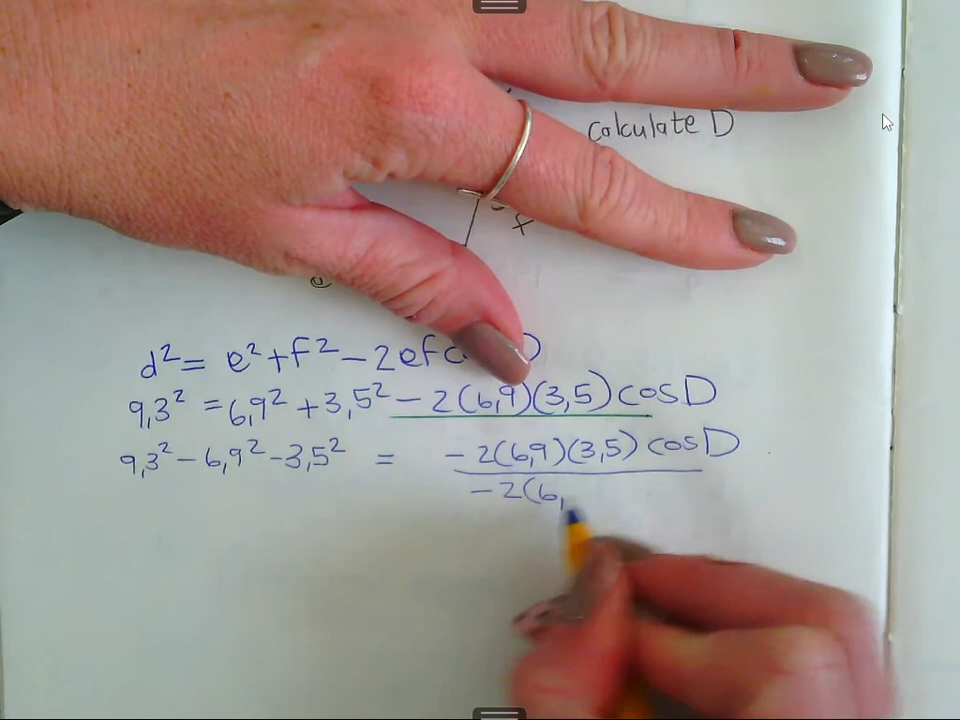 calculate D
f
e
d² = e² + f² - 2ef D
9,3² = 6,9² + 3,5² - 2(6,9)(3,5) cos D
9,3² - 6,9² - 3,5² = - 2(6,9)(3,5) cos D
- 2(6,